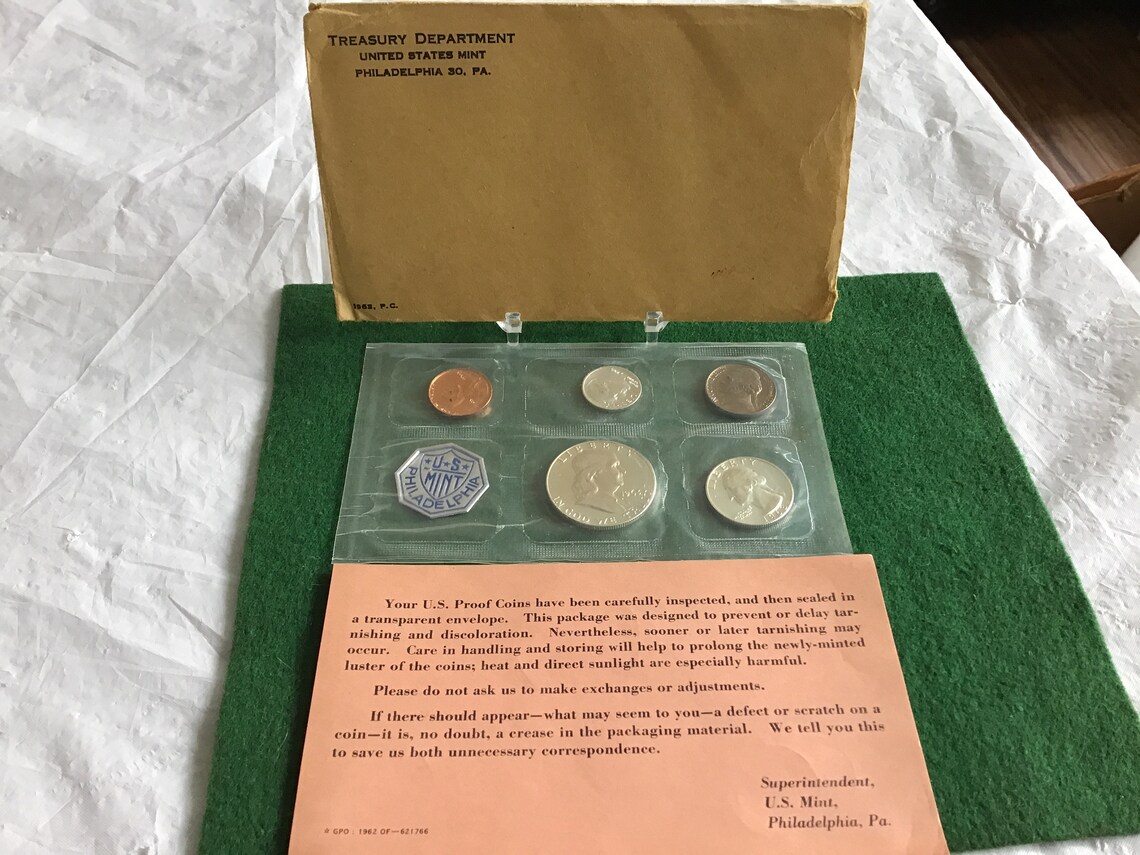 TREASURY DEPARTMENT
UNITED STATES MINT
PHILADELPHIA 30, PA.
P.C.
LIBERTY
U·S
MINT
PHILADELPHIA
LIBERTY
Your U.S. Proof Coins have been carefully inspected, and then sealed in
a transparent envelope. This package was designed to prevent or delay tar-
nishing and discoloration. Nevertheless, sooner or later tarnishing may
occur. Care in handling and storing will help to prolong the newly-minted
luster of the coins; heat and direct sunlight are especially harmful.
Please do not ask us to make exchanges or adjustments.
If there should appear—what may seem to you—a defect or scratch on a
coin—it is, no doubt, a crease in the packaging material. We tell you this
to save us both unnecessary correspondence.
Superintendent,
U.S. Mint,
Philadelphia, Pa.
☆ GPO : 1962 OF—621766